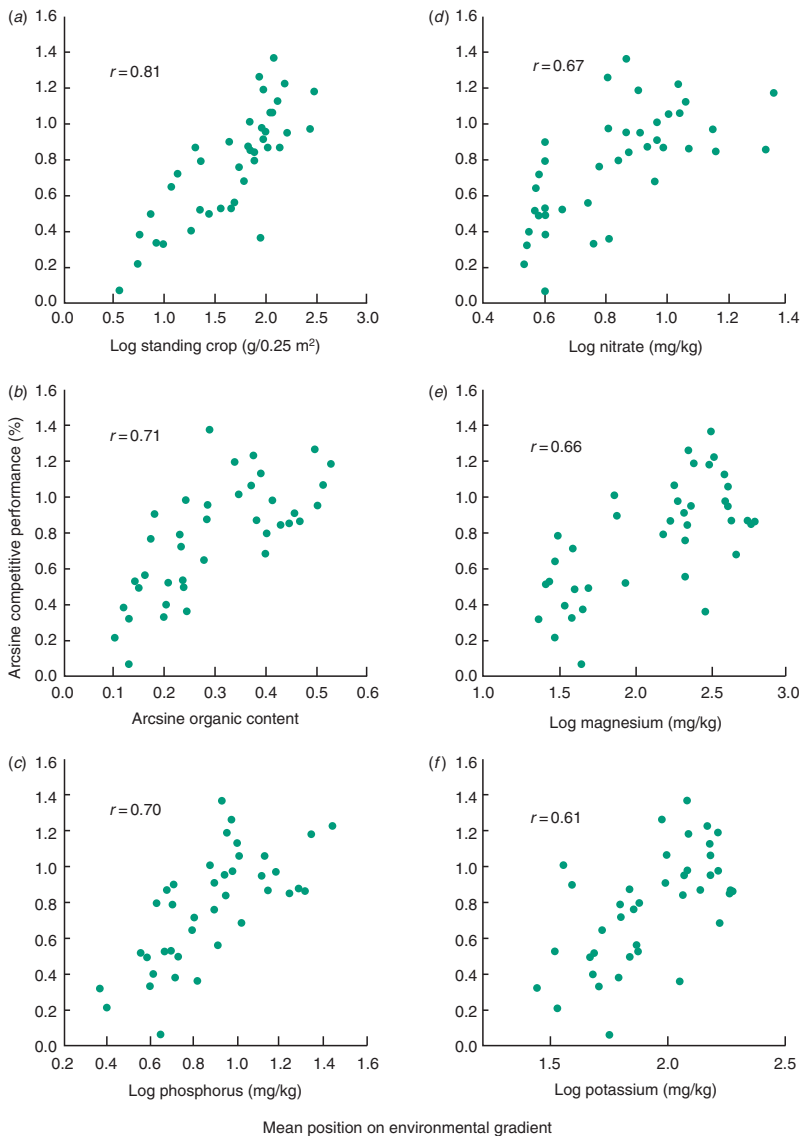 (a)
1.6
1.4
1.2
1.0
0.8
0.6
0.4
0.2
0.0
r = 0.81
0.0 0.5 1.0 1.5 2.0 2.5 3.0
Log standing crop (g/0.25 m²)
(b)
1.6
1.4
1.2
1.0
0.8
0.6
0.4
0.2
0.0
r = 0.71
0.0 0.1 0.2 0.3 0.4 0.5 0.6
Arcsine organic content
Arcsine competitive performance (%)
(c)
1.6
1.4
1.2
1.0
0.8
0.6
0.4
0.2
0.0
r = 0.70
0.2 0.4 0.6 0.8 1.0 1.2 1.4 1.6
Log phosphorus (mg/kg)
(d)
1.6
1.4
1.2
1.0
0.8
0.6
0.4
0.2
0.0
r = 0.67
0.4 0.6 0.8 1.0 1.2 1.4
Log nitrate (mg/kg)
(e)
1.6
1.4
1.2
1.0
0.8
0.6
0.4
0.2
0.0
r = 0.66
1.0 1.5 2.0 2.5 3.0
Log magnesium (mg/kg)
(f)
1.6
1.4
1.2
1.0
0.8
0.6
0.4
0.2
0.0
r = 0.61
1.5 2.0 2.5
Log potassium (mg/kg)
Mean position on environmental gradient